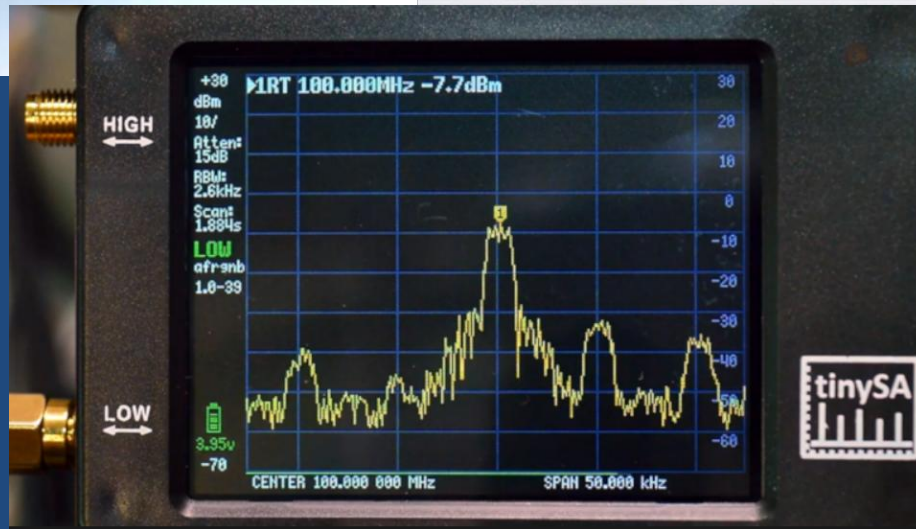 HIGH
LOW
+30
dBm
10/
Atten:
15dB
RBW:
2.6kHz
Scan:
1.884s
LOW
afrgnb
1.0-39
3.95v
-70
1RT 100.000MHz -7.7dBm
1
30
20
10
0
-10
-20
-30
-40
-50
-60
CENTER 100.000 000 MHz SPAN 50.000 kHz
tinySA